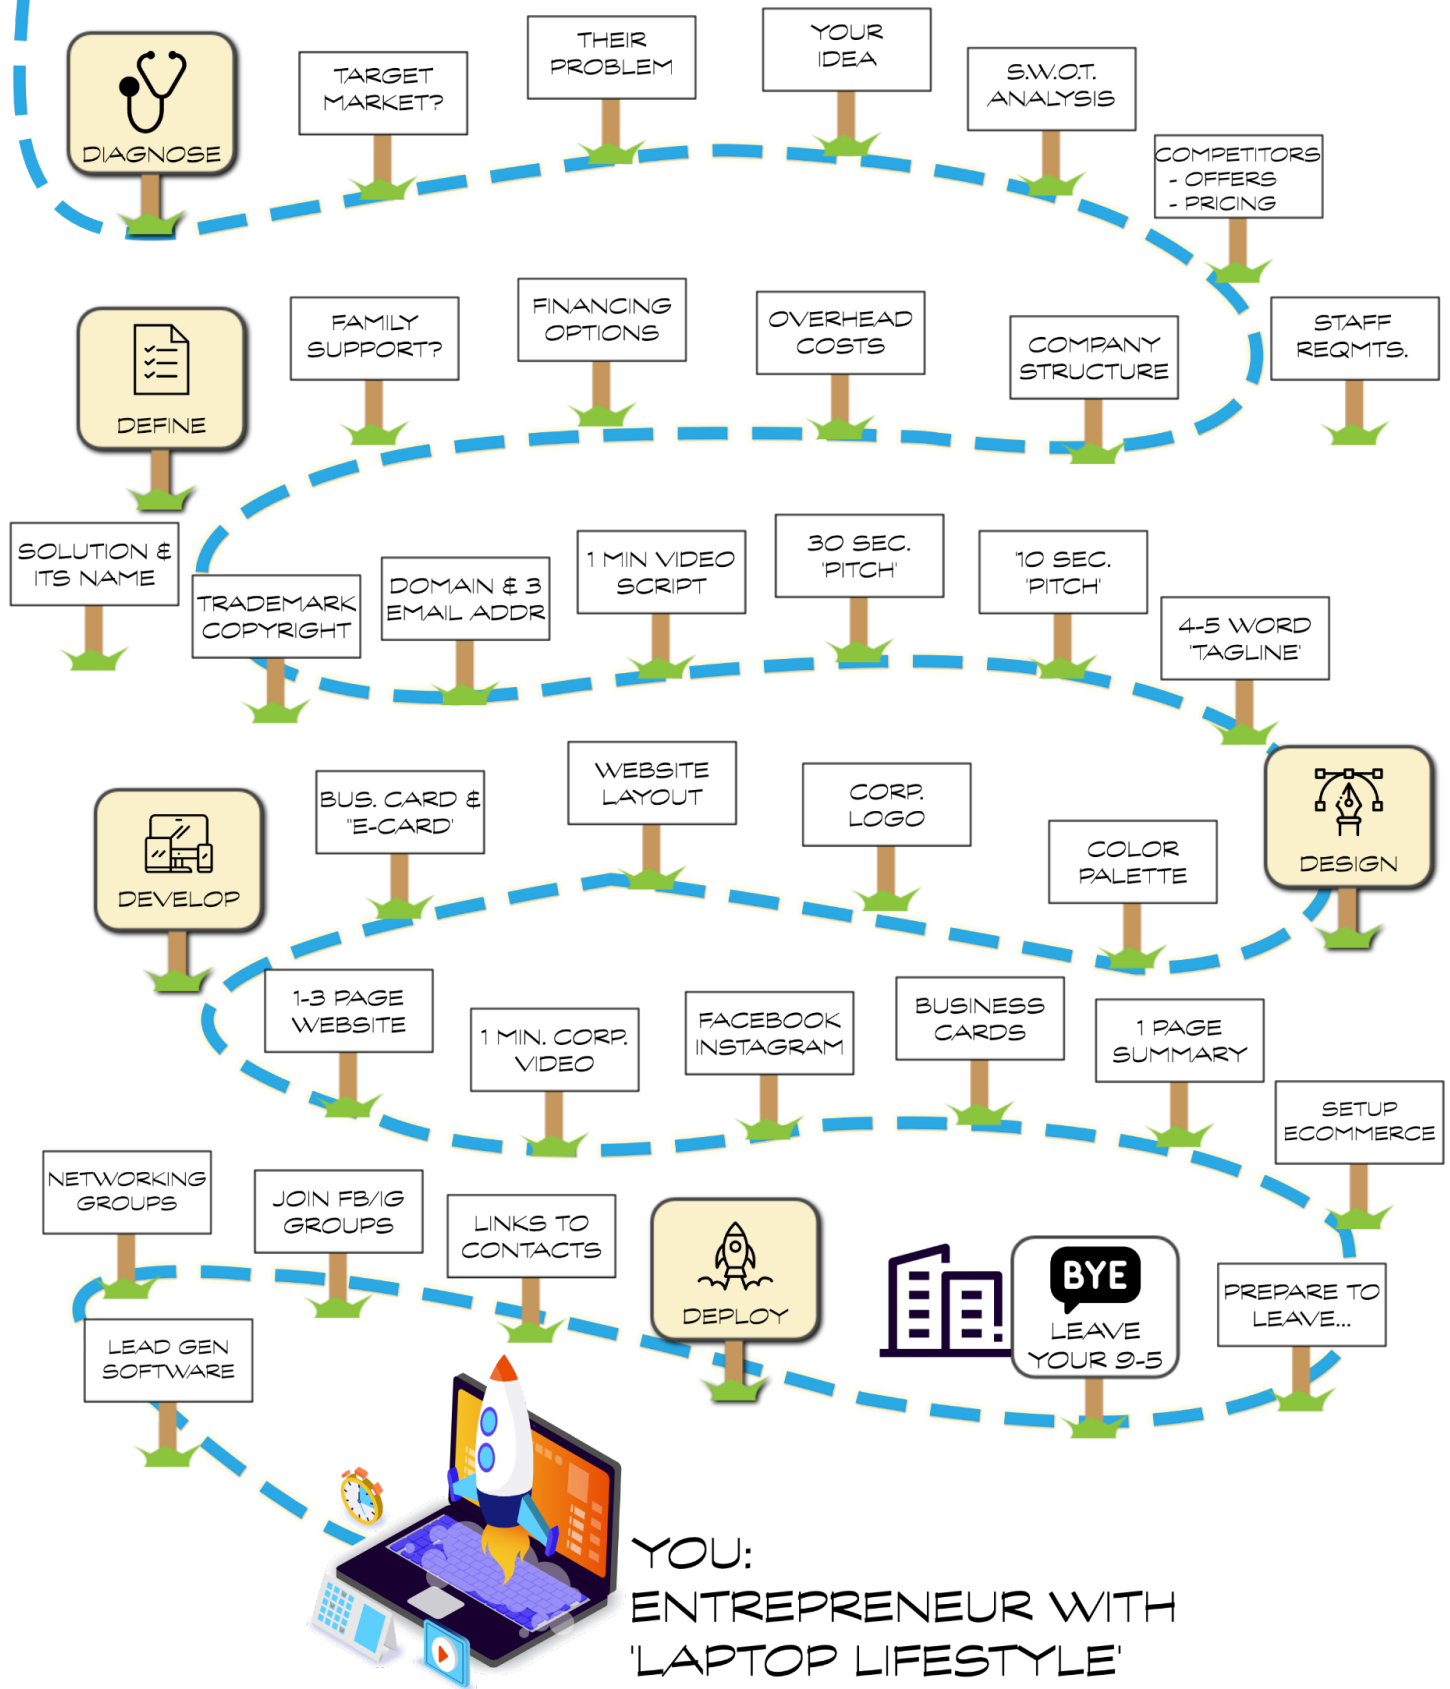 DIAGNOSE
TARGET
MARKET?
THEIR
PROBLEM
YOUR
IDEA
S.W.O.T.
ANALYSIS
COMPETITORS
- OFFERS
- PRICING
DEFINE
FAMILY
SUPPORT?
FINANCING
OPTIONS
OVERHEAD
COSTS
COMPANY
STRUCTURE
STAFF
REQMTS.
SOLUTION &
ITS NAME
TRADEMARK
COPYRIGHT
DOMAIN & 3
EMAIL ADDR
1 MIN VIDEO
SCRIPT
30 SEC.
'PITCH'
'10 SEC.
'PITCH'
4-5 WORD
'TAGLINE'
DEVELOP
BUS. CARD &
"E-CARD'
WEBSITE
LAYOUT
CORP.
LOGO
COLOR
PALETTE
DESIGN
1-3 PAGE
WEBSITE
1 MIN. CORP.
VIDEO
FACEBOOK
INSTAGRAM
BUSINESS
CARDS
1 PAGE
SUMMARY
SETUP
ECOMMERCE
NETWORKING
GROUPS
JOIN FB/IG
GROUPS
LINKS TO
CONTACTS
DEPLOY
BYE
LEAVE
YOUR 9-5
PREPARE TO
LEAVE...
LEAD GEN
SOFTWARE
YOU:
ENTREPRENEUR WITH
'LAPTOP LIFESTYLE'